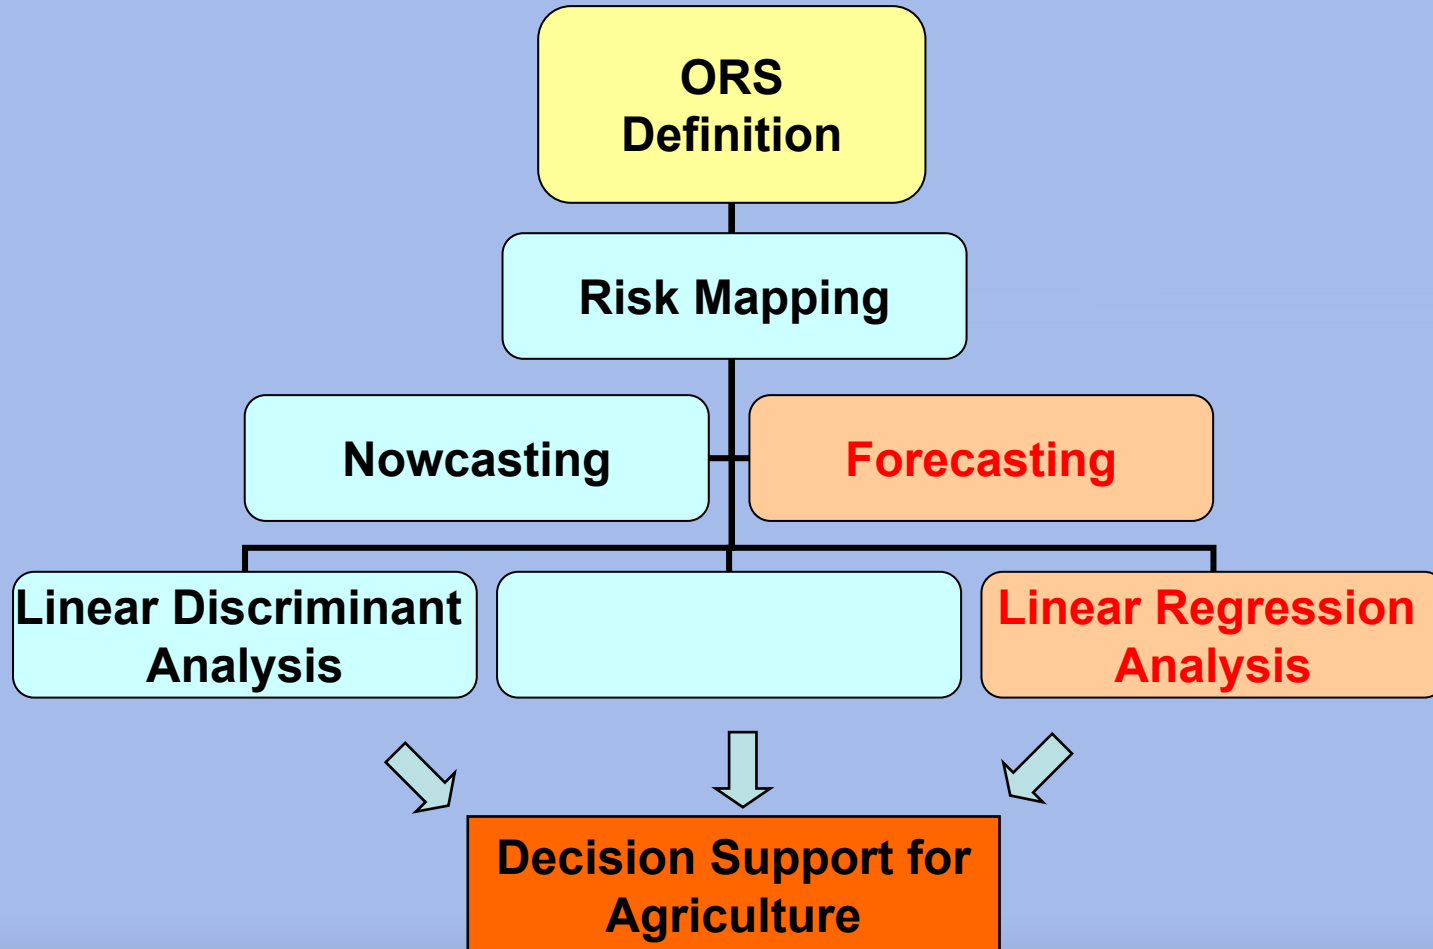 ORS
Definition
Risk Mapping
Nowcasting
Forecasting
Linear Discriminant
Analysis
Linear Regression
Analysis
Decision Support for
Agriculture